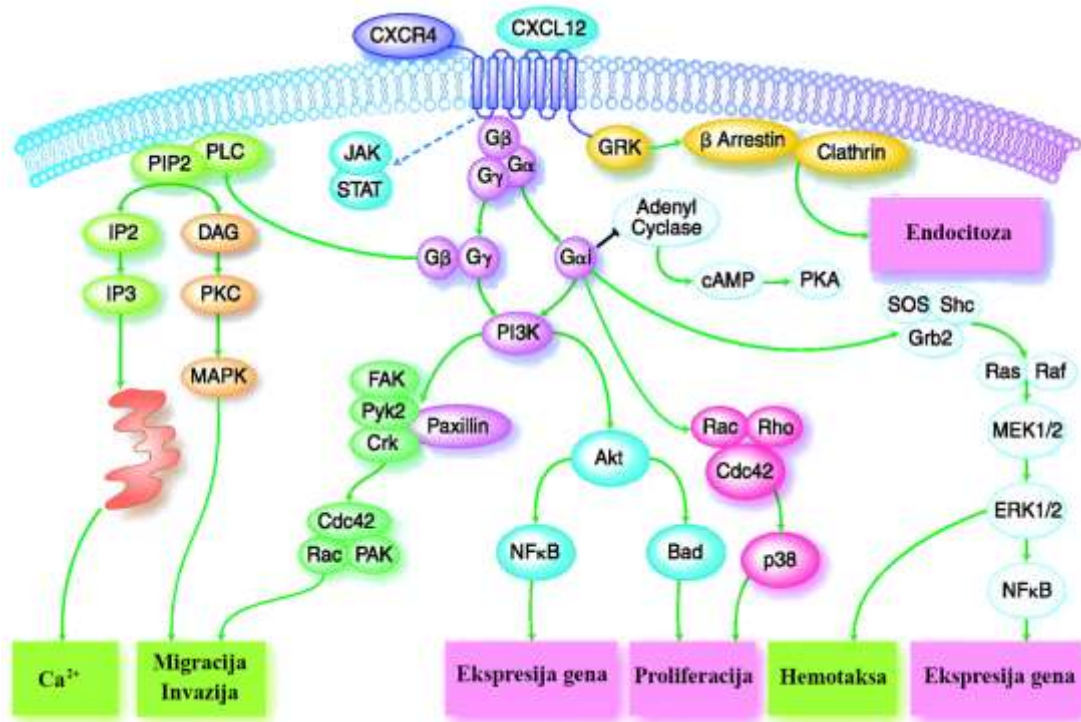 CXCR4
CXCL12
PIP2
PLC
JAK
STAT
Gβ
Gγ
Gα
GRK
β Arrestin
Clathrin
Endocitoza
IP2
DAG
Gβ
Gγ
Gαi
Adenyl
Cyclase
cAMP
PKA
IP3
PKC
PI3K
SOS Shc
Grb2
MAPK
FAK
Pyk2
Crk
Paxillin
Ras Raf
Rac
Rho
Cdc42
MEK1/2
Akt
Cdc42
Rac PAK
NFκB
Bad
p38
ERK1/2
NFκB
Ca²⁺
Migracija
Invazija
Ekspresija gena
Proliferacija
Hemotaksa
Ekspresija gena